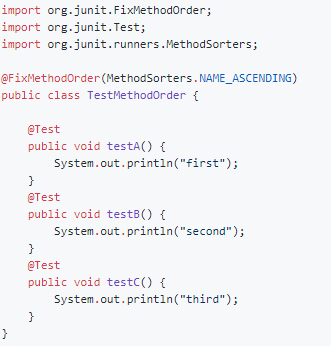 import org.junit.FixMethodOrder;
import org.junit.Test;
import org.junit.runners.MethodSorters;

@FixMethodOrder(MethodSorters.NAME_ASCENDING)
public class TestMethodOrder {

    @Test
    public void testA() {
        System.out.println("first");
    }
    @Test
    public void testB() {
        System.out.println("second");
    }
    @Test
    public void testC() {
        System.out.println("third");
    }
}